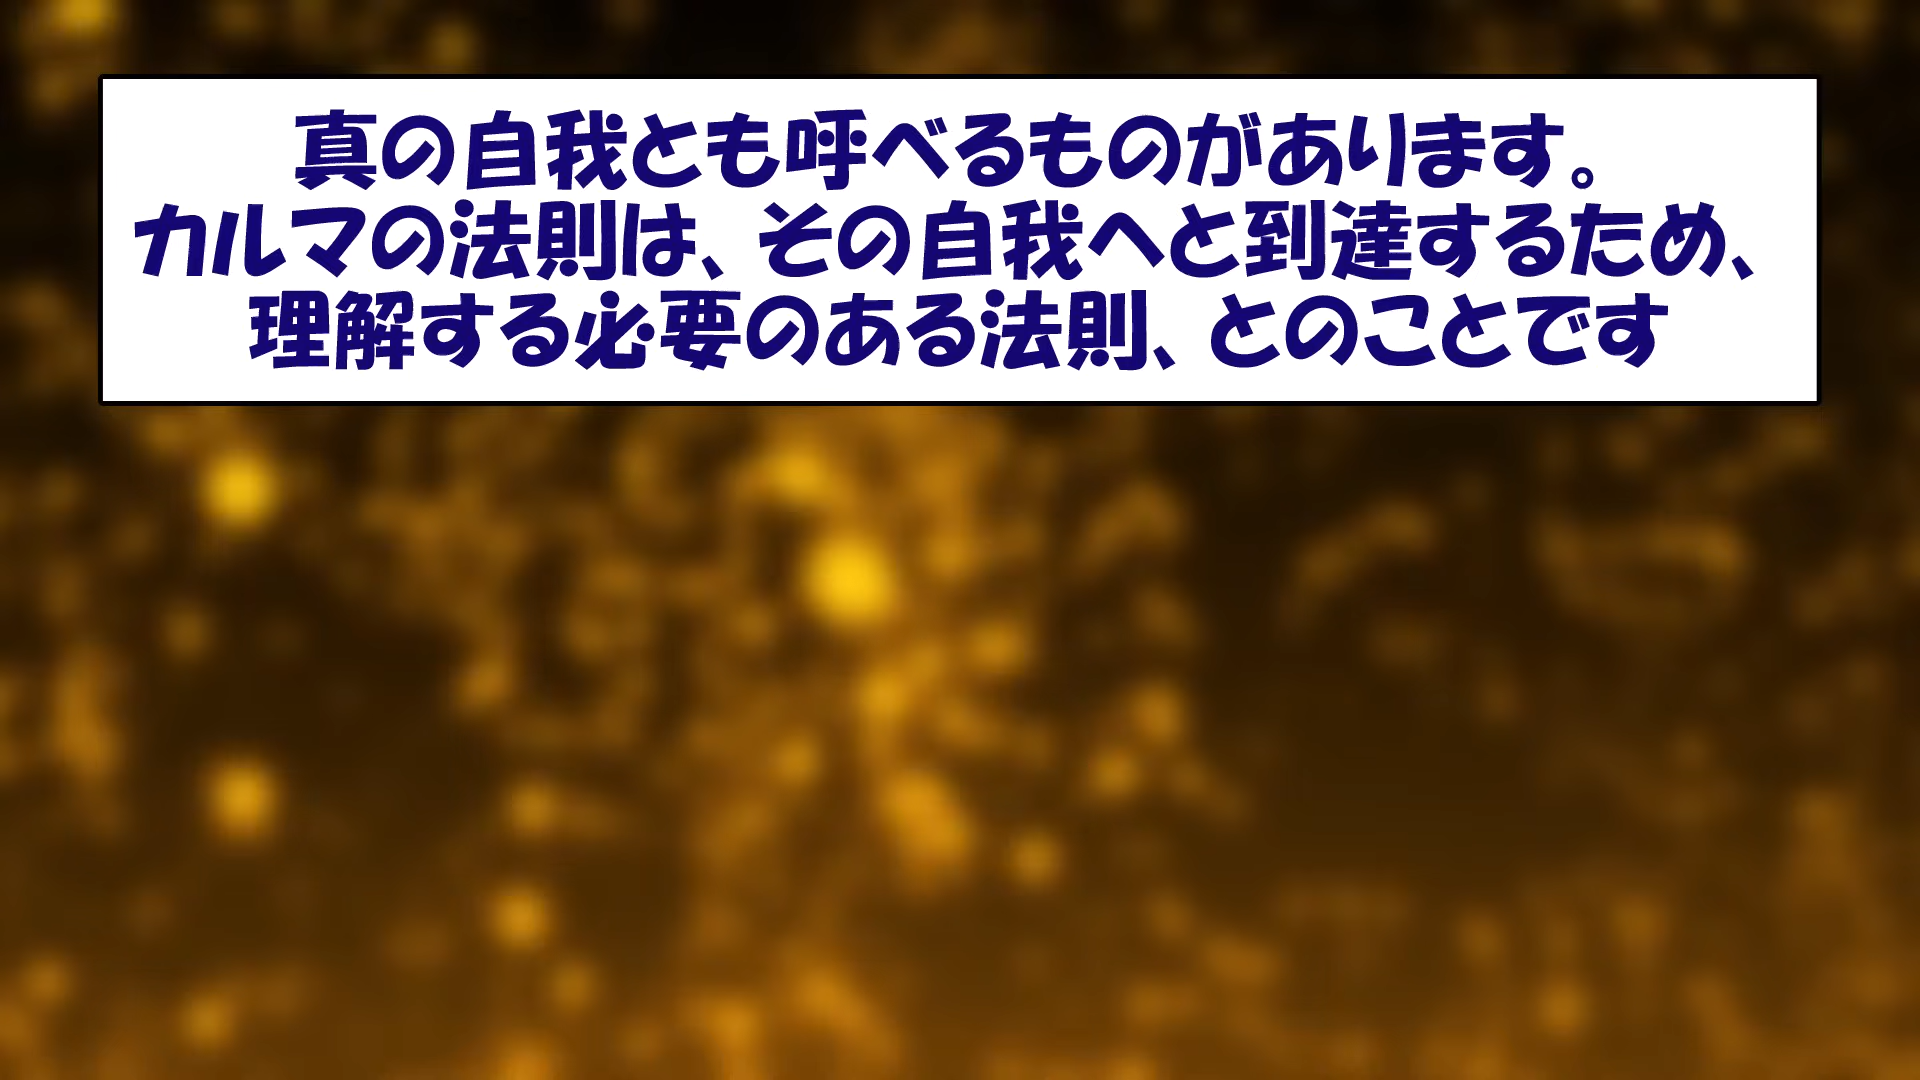 真の自我とも呼べるものがあります。
カルマの法則は、その自我へと到達するため、
理解する必要のある法則、とのことです